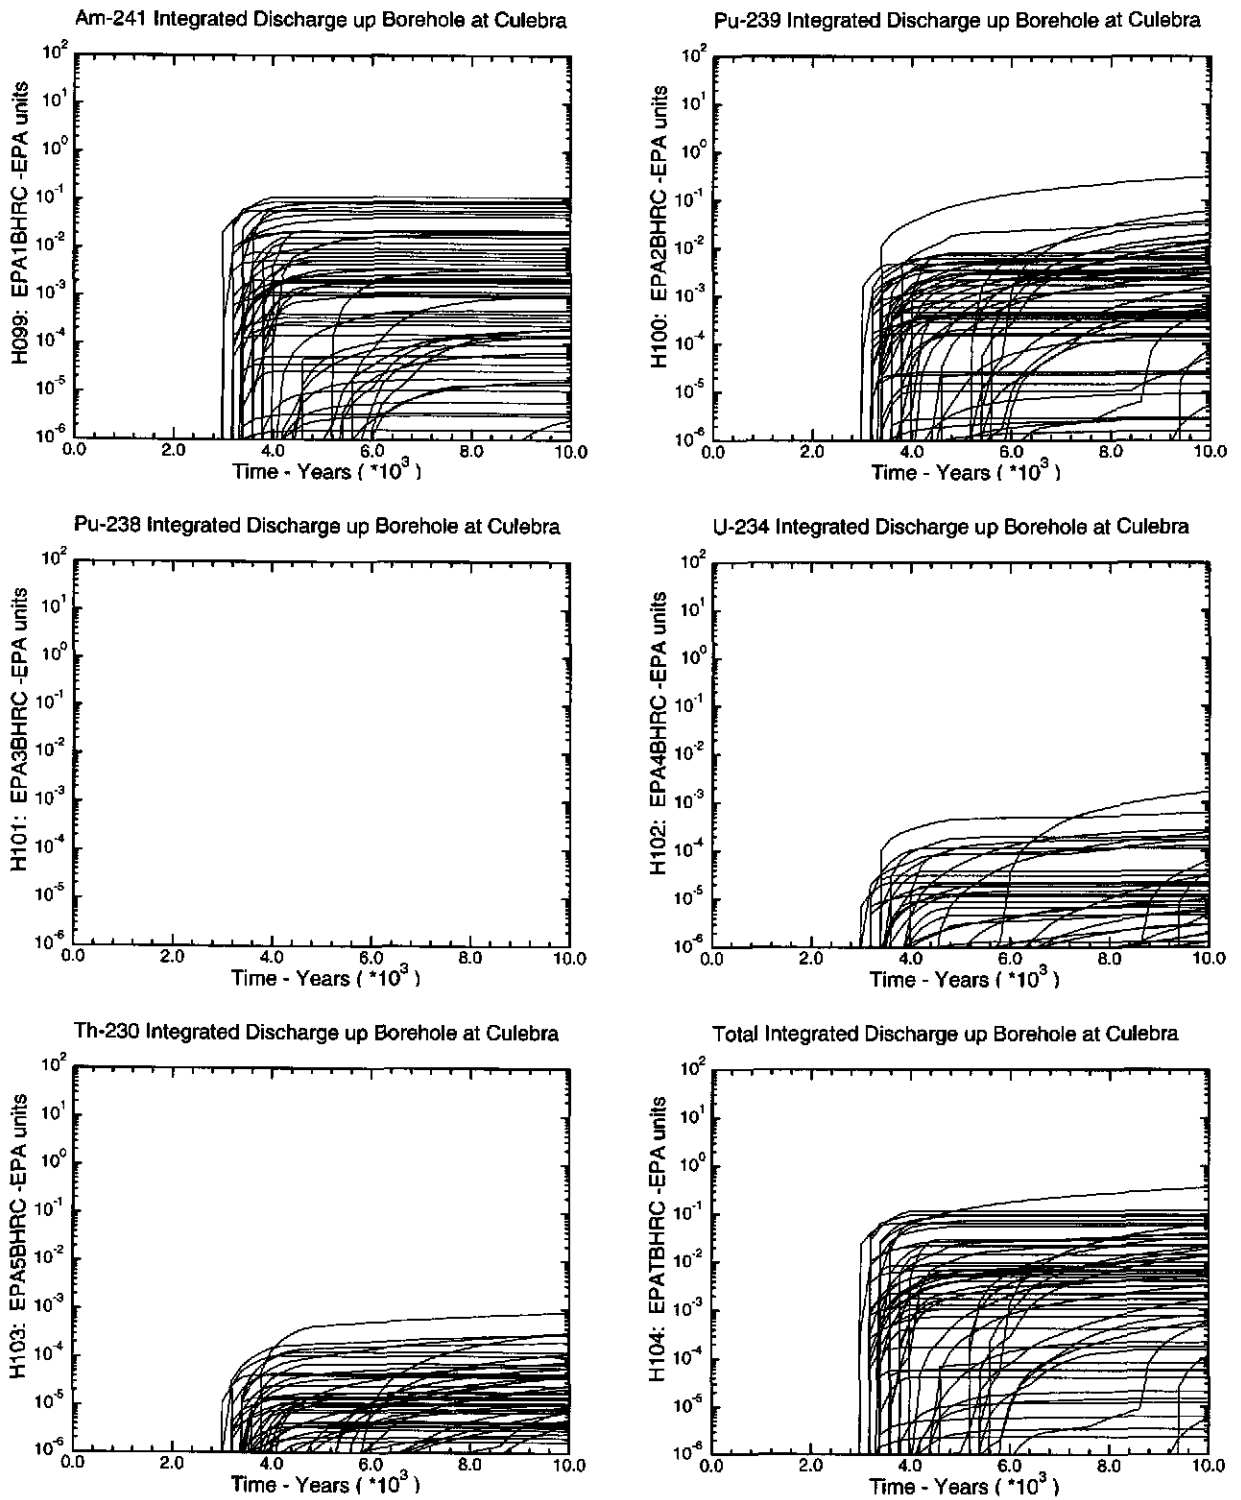 Am-241 Integrated Discharge up Borehole at Culebra
H099: EPA1BHRC -EPA units
10^2
10^1
10^0
10^-1
10^-2
10^-3
10^-4
10^-5
10^-6
0.0 2.0 4.0 6.0 8.0 10.0
Time - Years ( *10^3 )
Pu-239 Integrated Discharge up Borehole at Culebra
H100: EPA2BHRC -EPA units
10^2
10^1
10^0
10^-1
10^-2
10^-3
10^-4
10^-5
10^-6
0.0 2.0 4.0 6.0 8.0 10.0
Time - Years ( *10^3 )
Pu-238 Integrated Discharge up Borehole at Culebra
H101: EPA3BHRC -EPA units
10^2
10^1
10^0
10^-1
10^-2
10^-3
10^-4
10^-5
10^-6
0.0 2.0 4.0 6.0 8.0 10.0
Time - Years ( *10^3 )
U-234 Integrated Discharge up Borehole at Culebra
H102: EPA4BHRC -EPA units
10^2
10^1
10^0
10^-1
10^-2
10^-3
10^-4
10^-5
10^-6
0.0 2.0 4.0 6.0 8.0 10.0
Time - Years ( *10^3 )
Th-230 Integrated Discharge up Borehole at Culebra
H103: EPA5BHRC -EPA units
10^2
10^1
10^0
10^-1
10^-2
10^-3
10^-4
10^-5
10^-6
0.0 2.0 4.0 6.0 8.0 10.0
Time - Years ( *10^3 )
Total Integrated Discharge up Borehole at Culebra
H104: EPATBHRC -EPA units
10^2
10^1
10^0
10^-1
10^-2
10^-3
10^-4
10^-5
10^-6
0.0 2.0 4.0 6.0 8.0 10.0
Time - Years ( *10^3 )